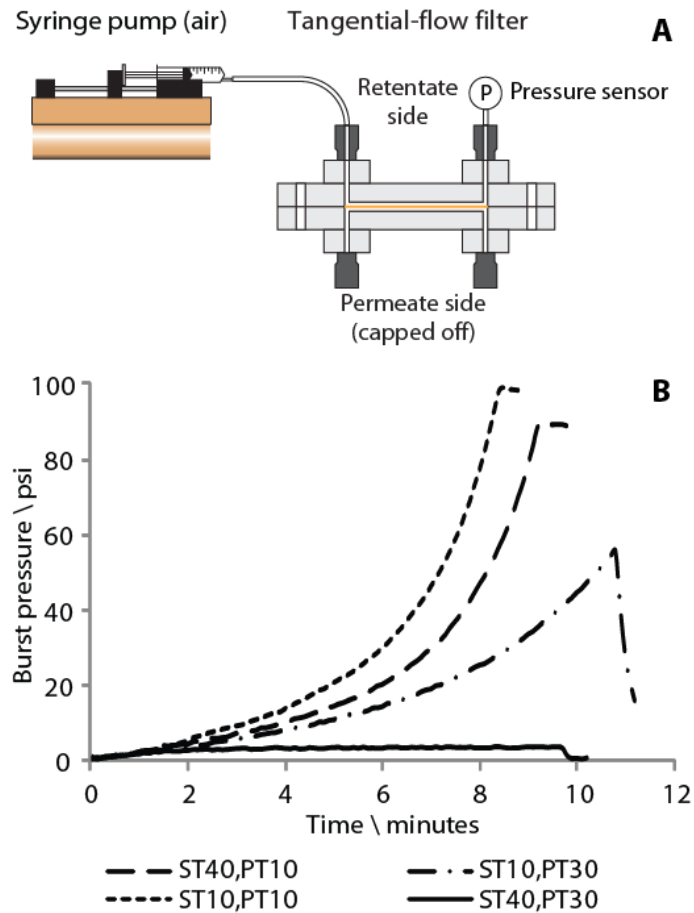 Syringe pump (air)
Tangential-flow filter
A
Retentate
side
P
Pressure sensor
Permeate side
(capped off)
B
100
80
60
40
20
0
Burst pressure \ psi
0 2 4 6 8 10 12
Time \ minutes
ST40,PT10
ST10,PT30
ST10,PT10
ST40,PT30